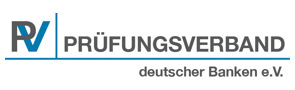 PV PRÜFUNGSVERBAND
deutscher Banken e.V.